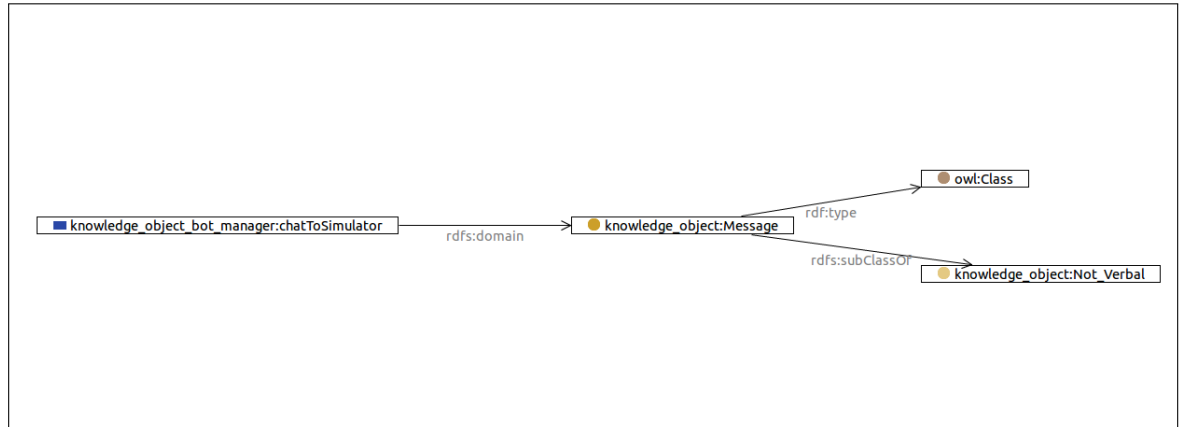 owl:Class
rdf:type
knowledge_object_bot_manager:chatToSimulator
rdfs:domain
knowledge_object:Message
rdfs:subClassOf
knowledge_object:Not_Verbal